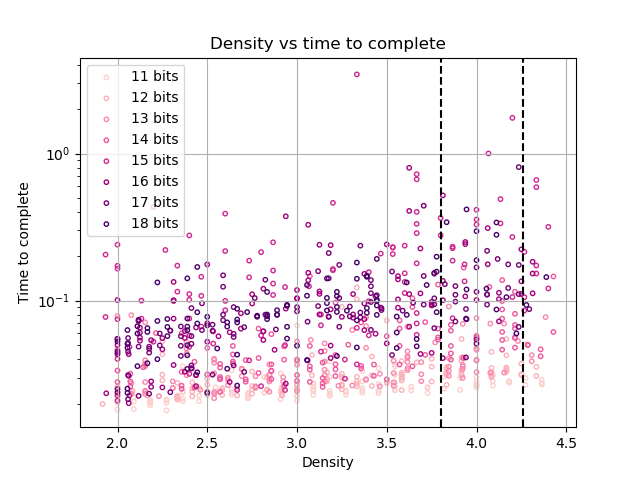 Density vs time to complete
11 bits
12 bits
13 bits
14 bits
15 bits
16 bits
17 bits
18 bits
10⁰
10⁻¹
Time to complete
2.0 2.5 3.0 3.5 4.0 4.5
Density